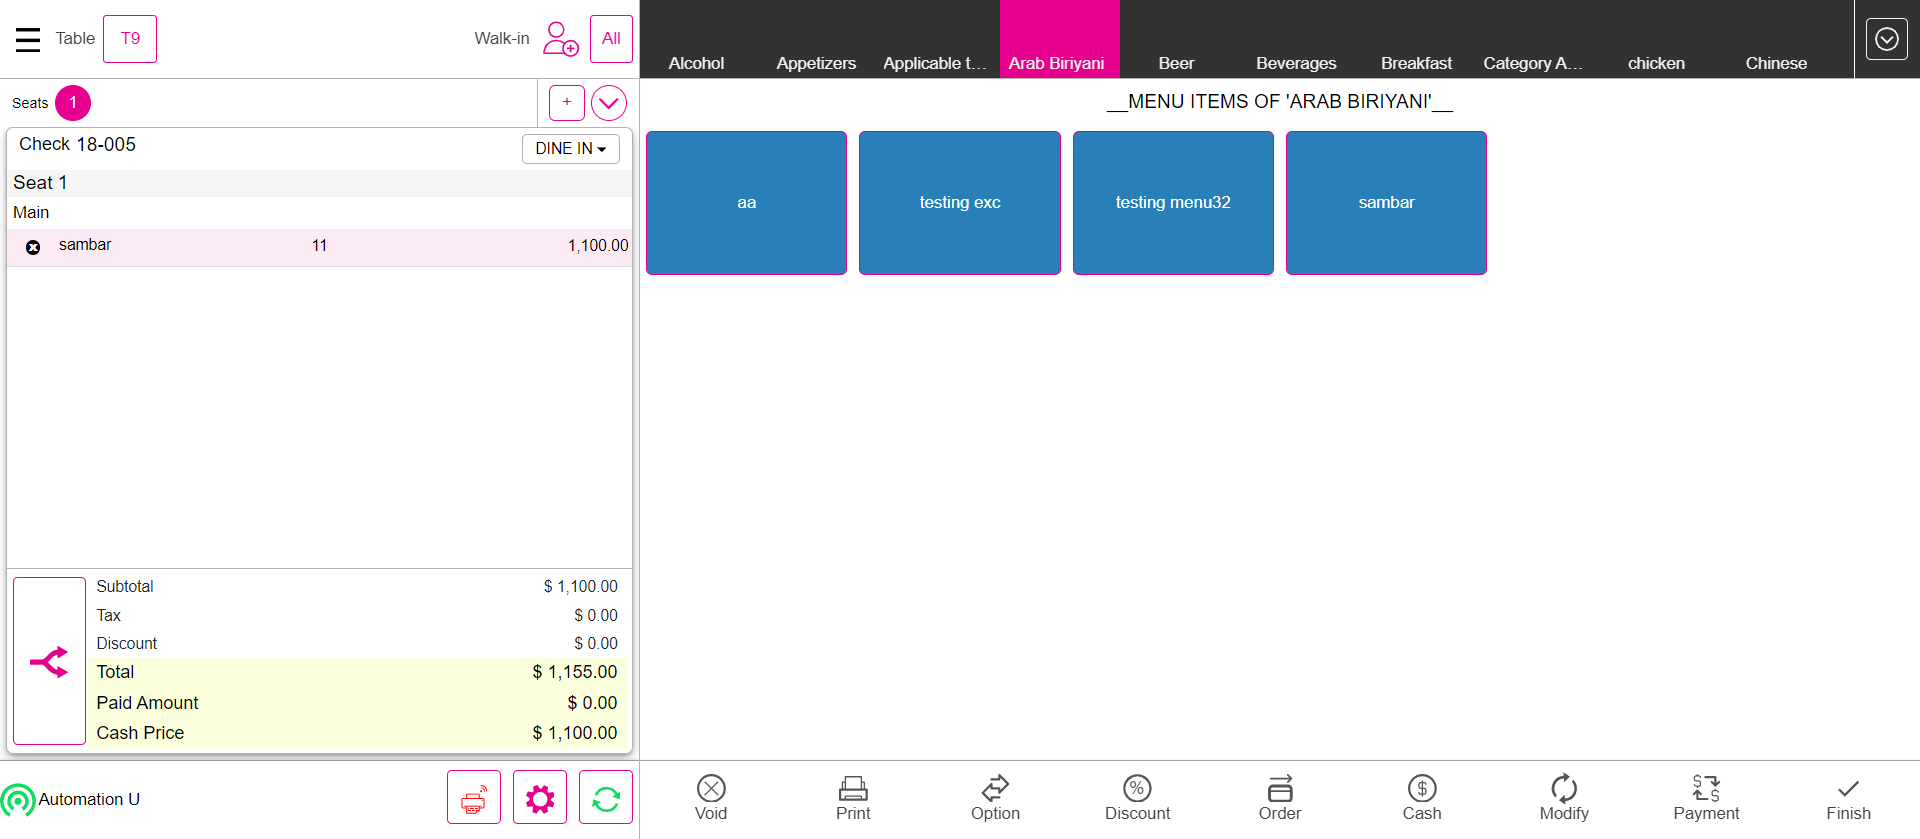 Table T9 Walk-in All
Seats 1 +
Check 18-005 DINE IN
Seat 1
Main
sambar 11 1,100.00
Subtotal $ 1,100.00
Tax $ 0.00
Discount $ 0.00
Total $ 1,155.00
Paid Amount $ 0.00
Cash Price $ 1,100.00
Automation U
Alcohol Appetizers Applicable t... Arab Biriyani Beer Beverages Breakfast Category A... chicken Chinese
__MENU ITEMS OF 'ARAB BIRIYANI'__
aa testing exc testing menu32 sambar
Void Print Option Discount Order Cash Modify Payment Finish